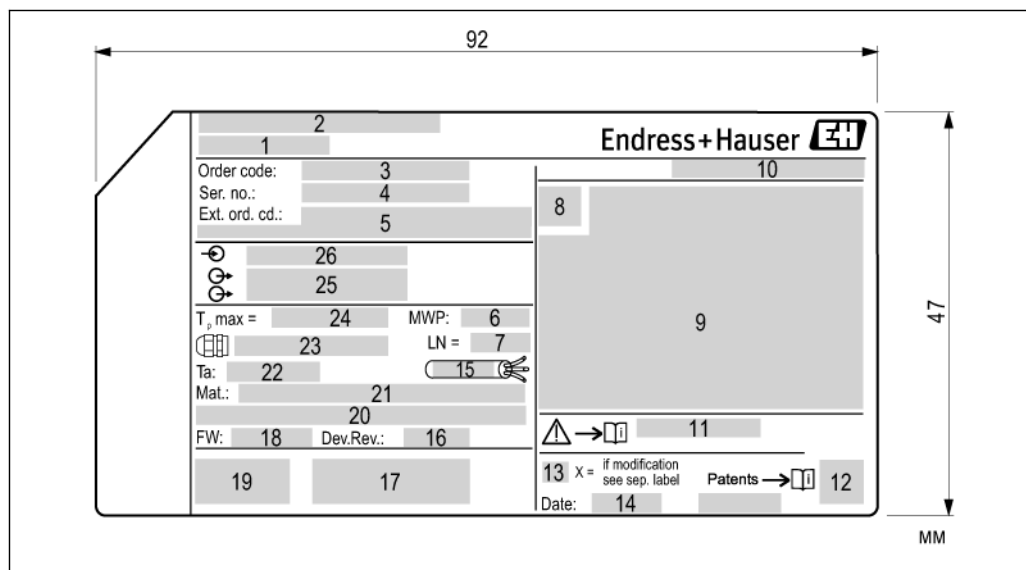 92
2
1
Endress+Hauser EH
10
Order code: 3
Ser. no.: 4
Ext. ord. cd.:
5
8
26
25
9
47
Tp max = 24 MWP: 6
23 LN = 7
Ta: 22 15
Mat.: 21
20
FW: 18 Dev.Rev.: 16
11
19 17
13 X = if modification
see sep. label
Patents i 12
Date: 14
MM